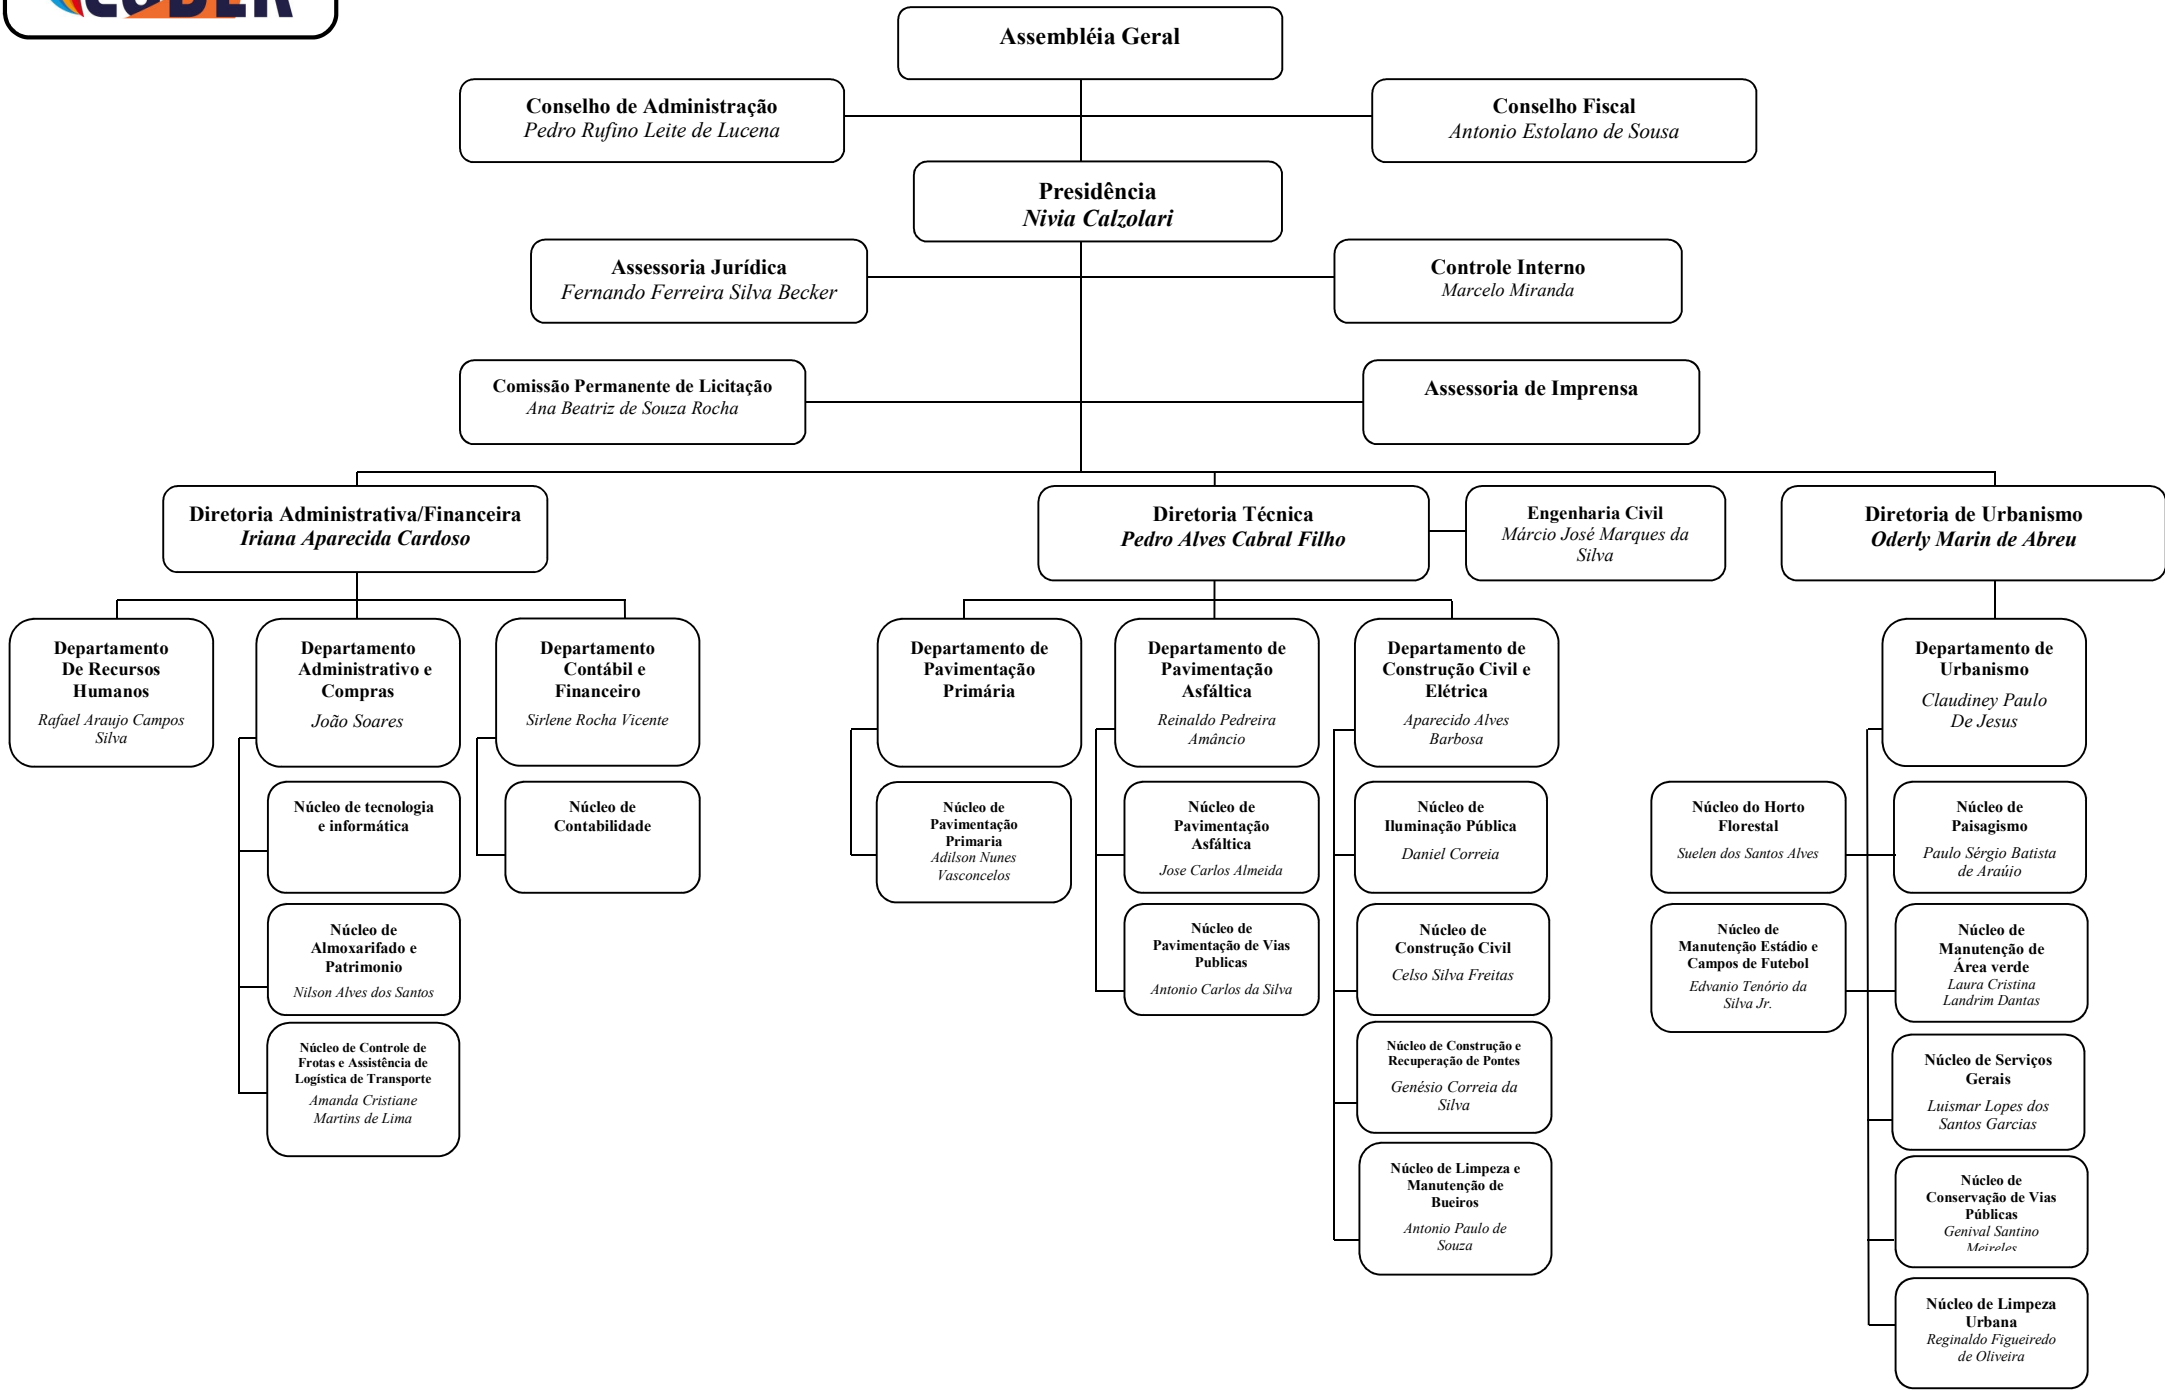 CODER
Assembléia Geral
Conselho de Administração
Pedro Rufino Leite de Lucena
Conselho Fiscal
Antonio Estolano de Sousa
Presidência
Nivia Calzolari
Assessoria Jurídica
Fernando Ferreira Silva Becker
Controle Interno
Marcelo Miranda
Comissão Permanente de Licitação
Ana Beatriz de Souza Rocha
Assessoria de Imprensa
Diretoria Administrativa/Financeira
Iriana Aparecida Cardoso
Diretoria Técnica
Pedro Alves Cabral Filho
Engenharia Civil
Márcio José Marques da
Silva
Diretoria de Urbanismo
Oderly Marin de Abreu
Departamento
De Recursos
Humanos
Rafael Araujo Campos
Silva
Departamento
Administrativo e
Compras
João Soares
Departamento
Contábil e
Financeiro
Sirlene Rocha Vicente
Departamento de
Pavimentação
Primária
Departamento de
Pavimentação
Asfáltica
Reinaldo Pedreira
Amâncio
Departamento de
Construção Civil e
Elétrica
Aparecido Alves
Barbosa
Departamento de
Urbanismo
Claudiney Paulo
De Jesus
Núcleo de tecnologia
e informática
Núcleo de
Contabilidade
Núcleo de
Pavimentação
Primaria
Adilson Nunes
Vasconcelos
Núcleo de
Pavimentação
Asfáltica
Jose Carlos Almeida
Núcleo de
Iluminação Pública
Daniel Correia
Núcleo do Horto
Florestal
Suelen dos Santos Alves
Núcleo de
Paisagismo
Paulo Sérgio Batista
de Araújo
Núcleo de
Almoxarifado e
Patrimonio
Nilson Alves dos Santos
Núcleo de
Pavimentação de Vias
Publicas
Antonio Carlos da Silva
Núcleo de
Construção Civil
Celso Silva Freitas
Núcleo de
Manutenção Estádio e
Campos de Futebol
Edvanio Tenório da
Silva Jr.
Núcleo de
Manutenção de
Área verde
Laura Cristina
Landrim Dantas
Núcleo de Controle de
Frotas e Assistência de
Logística de Transporte
Amanda Cristiane
Martins de Lima
Núcleo de Construção e
Recuperação de Pontes
Genésio Correia da
Silva
Núcleo de Serviços
Gerais
Luismar Lopes dos
Santos Garcias
Núcleo de Limpeza e
Manutenção de
Bueiros
Antonio Paulo de
Souza
Núcleo de
Conservação de Vias
Públicas
Genival Santino
Meireles
Núcleo de Limpeza
Urbana
Reginaldo Figueiredo
de Oliveira